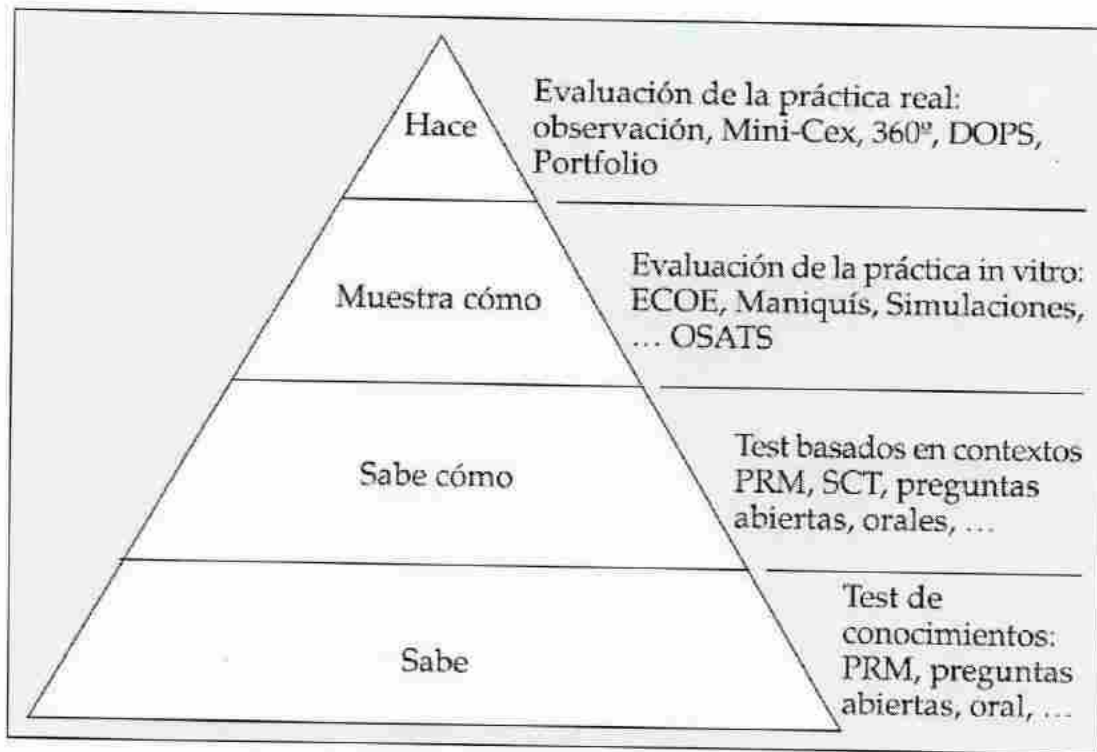 Hace
Evaluación de la práctica real:
observación, Mini-Cex, 360º, DOPS,
Portfolio
Muestra cómo
Evaluación de la práctica in vitro:
ECOE, Maniquís, Simulaciones,
... OSATS
Sabe cómo
Test basados en contextos
PRM, SCT, preguntas
abiertas, orales, ...
Sabe
Test de
conocimientos:
PRM, preguntas
abiertas, oral, ...